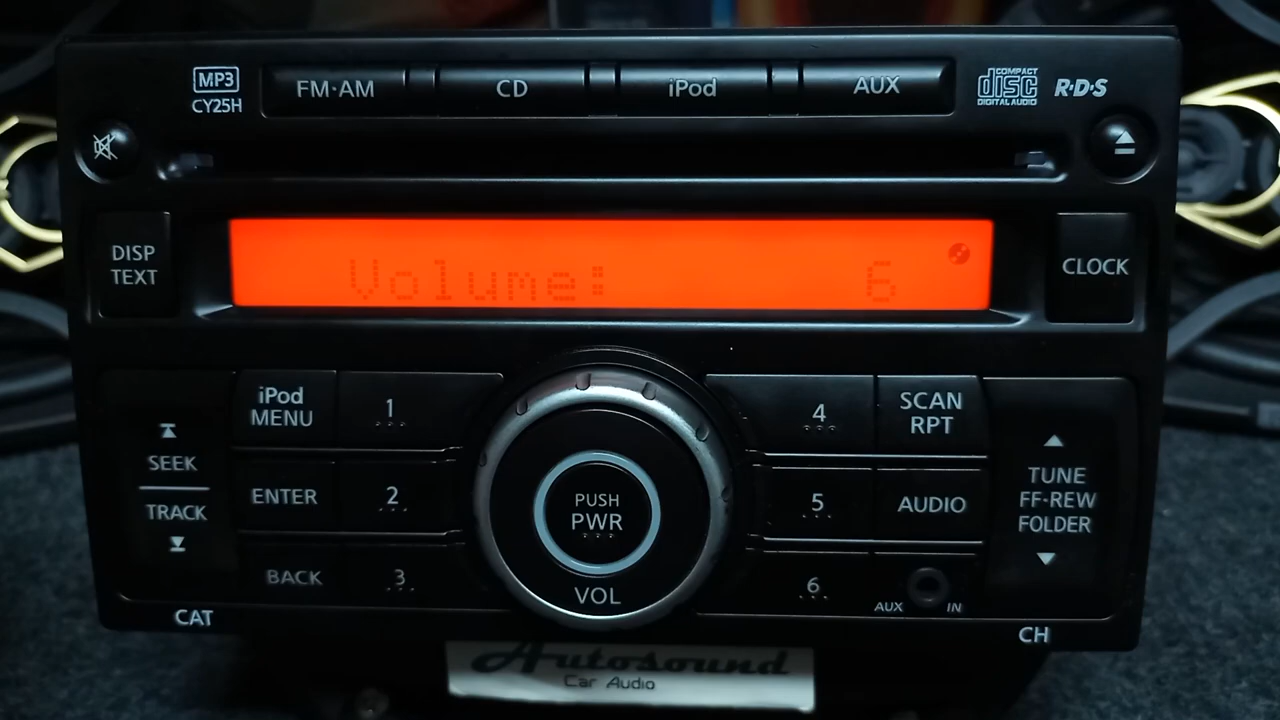 MP3
CY25H
FM·AM
CD
iPod
AUX
COMPACT
disc
DIGITAL AUDIO
R·D·S
DISP
TEXT
Volume: 6
CLOCK
iPod
MENU
1
4
SCAN
RPT
SEEK
TRACK
ENTER
2
PUSH
PWR
5
AUDIO
TUNE
FF-REW
FOLDER
BACK
3
VOL
6
AUX IN
CAT
CH
Autosound
Car Audio